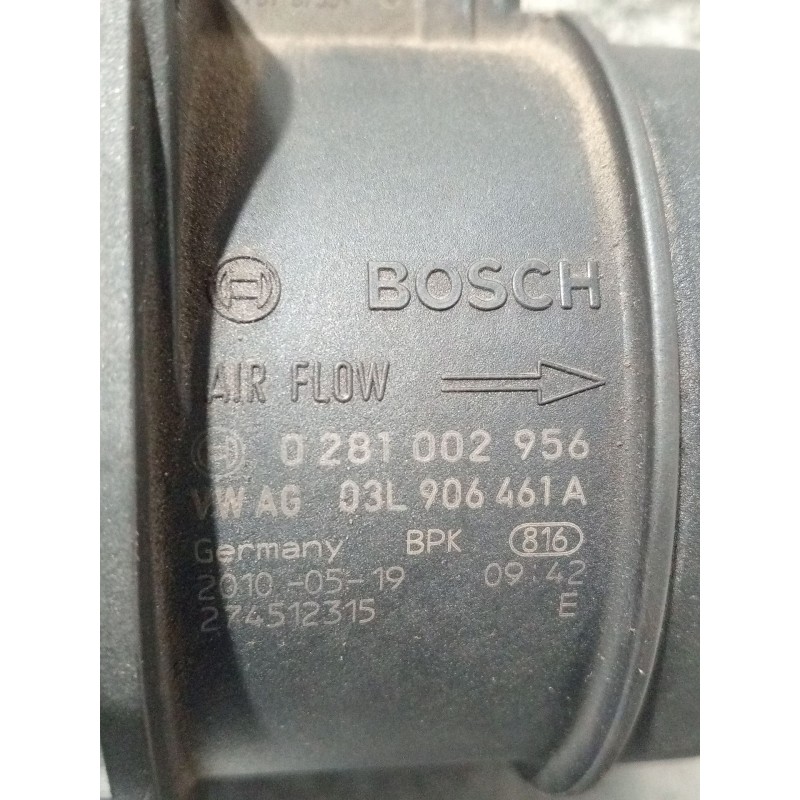 BOSCH
AIR FLOW
0 281 002 956
VW AG 03L 906 461 A
Germany BPK 816
2010-05-19 09:42
274512315 E